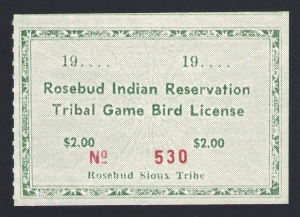 19.... 19....
Rosebud Indian Reservation
Tribal Game Bird License
$2.00 $2.00
Nº 530
Rosebud Sioux Tribe